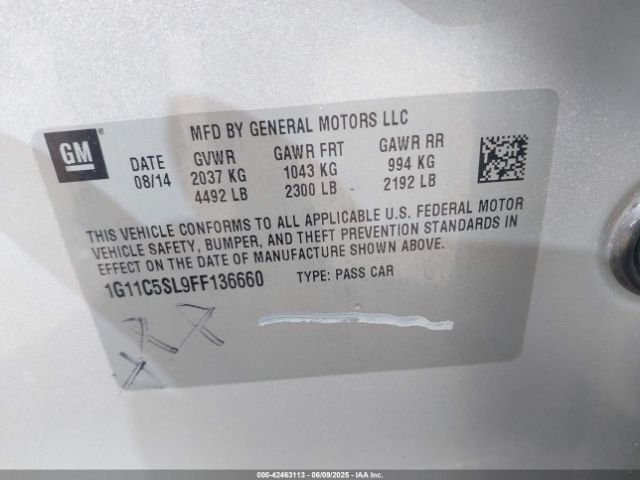 GM
MFD BY GENERAL MOTORS LLC
DATE GVWR GAWR FRT GAWR RR
08/14 2037 KG 1043 KG 994 KG
4492 LB 2300 LB 2192 LB
THIS VEHICLE CONFORMS TO ALL APPLICABLE U.S. FEDERAL MOTOR
VEHICLE SAFETY, BUMPER, AND THEFT PREVENTION STANDARDS IN
EFFECT ON THE DATE OF MANUFACTURE SHOWN ABOVE.
1G11C5SL9FF136660 TYPE: PASS CAR
000-42463113 - 06/09/2025 - IAA Inc.